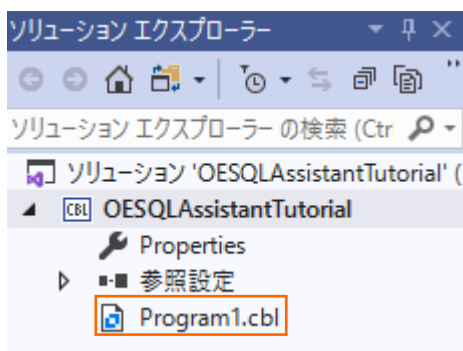 ソリューション エクスプローラー
ソリューション エクスプローラー の検索 (Ctr
ソリューション 'OESQLAssistantTutorial' (
CBL OESQLAssistantTutorial
Properties
参照設定
Program1.cbl